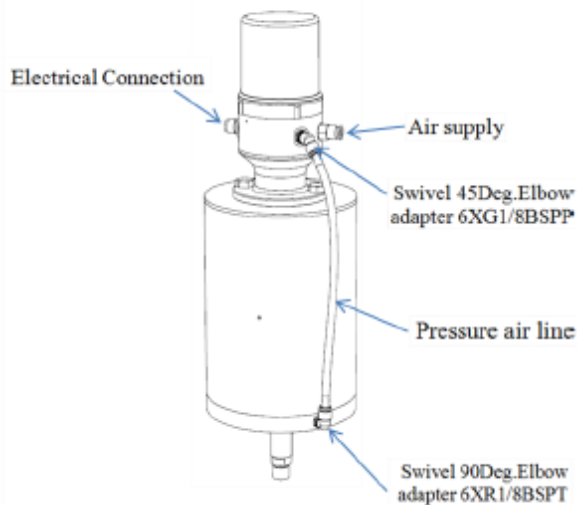 Electrical Connection
Air supply
Swivel 45Deg.Elbow
adapter 6XG1/8BSPP
Pressure air line
Swivel 90Deg.Elbow
adapter 6XR1/8BSPT